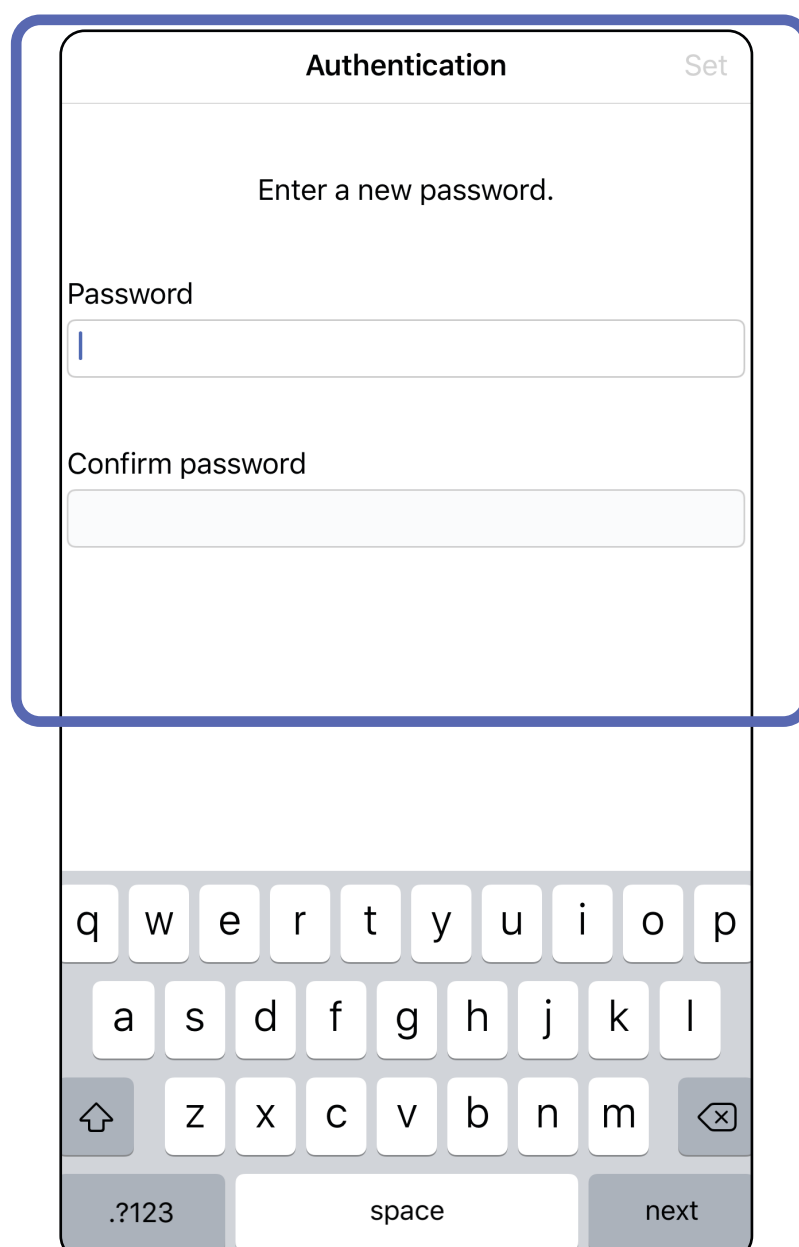 Authentication Set
Enter a new password.
Password
Confirm password
q w e r t y u i o p
a s d f g h j k l
z x c v b n m
.?123 space next